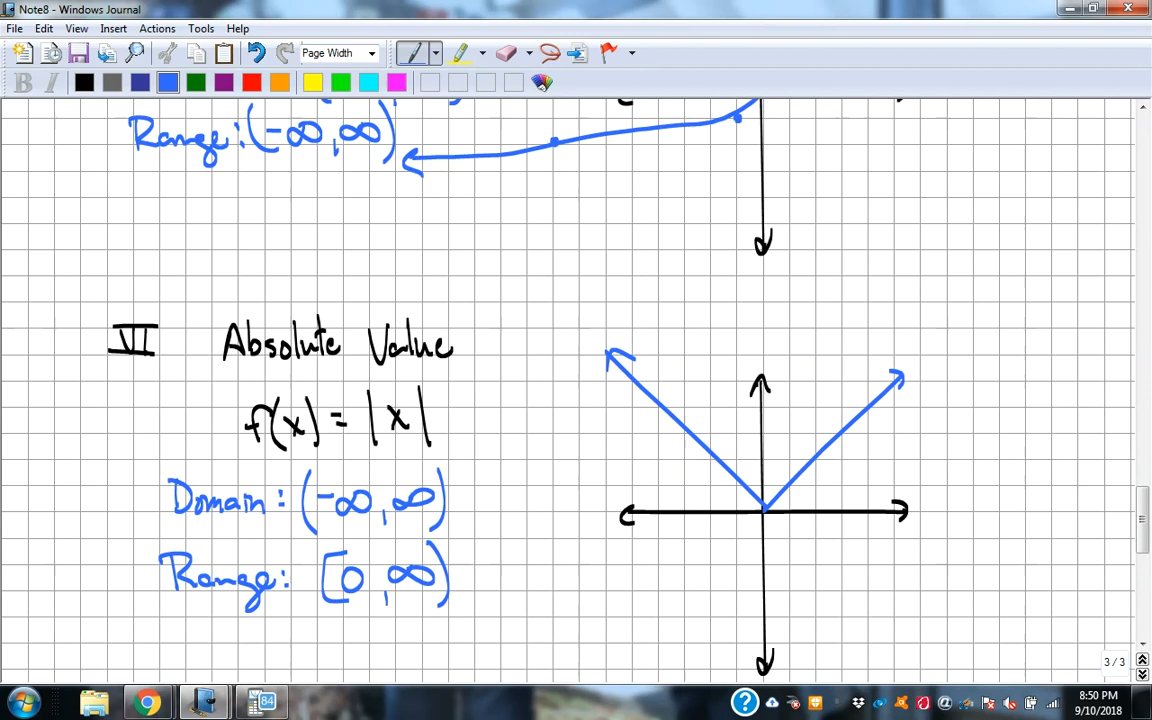 Note8 - Windows Journal
File Edit View Insert Actions Tools Help
Page Width
B I
Range: (-∞, ∞)
VI Absolute Value
f(x) = |x|
Domain: (-∞, ∞)
Range: [0, ∞)
3 / 3
84
8:50 PM
9/10/2018